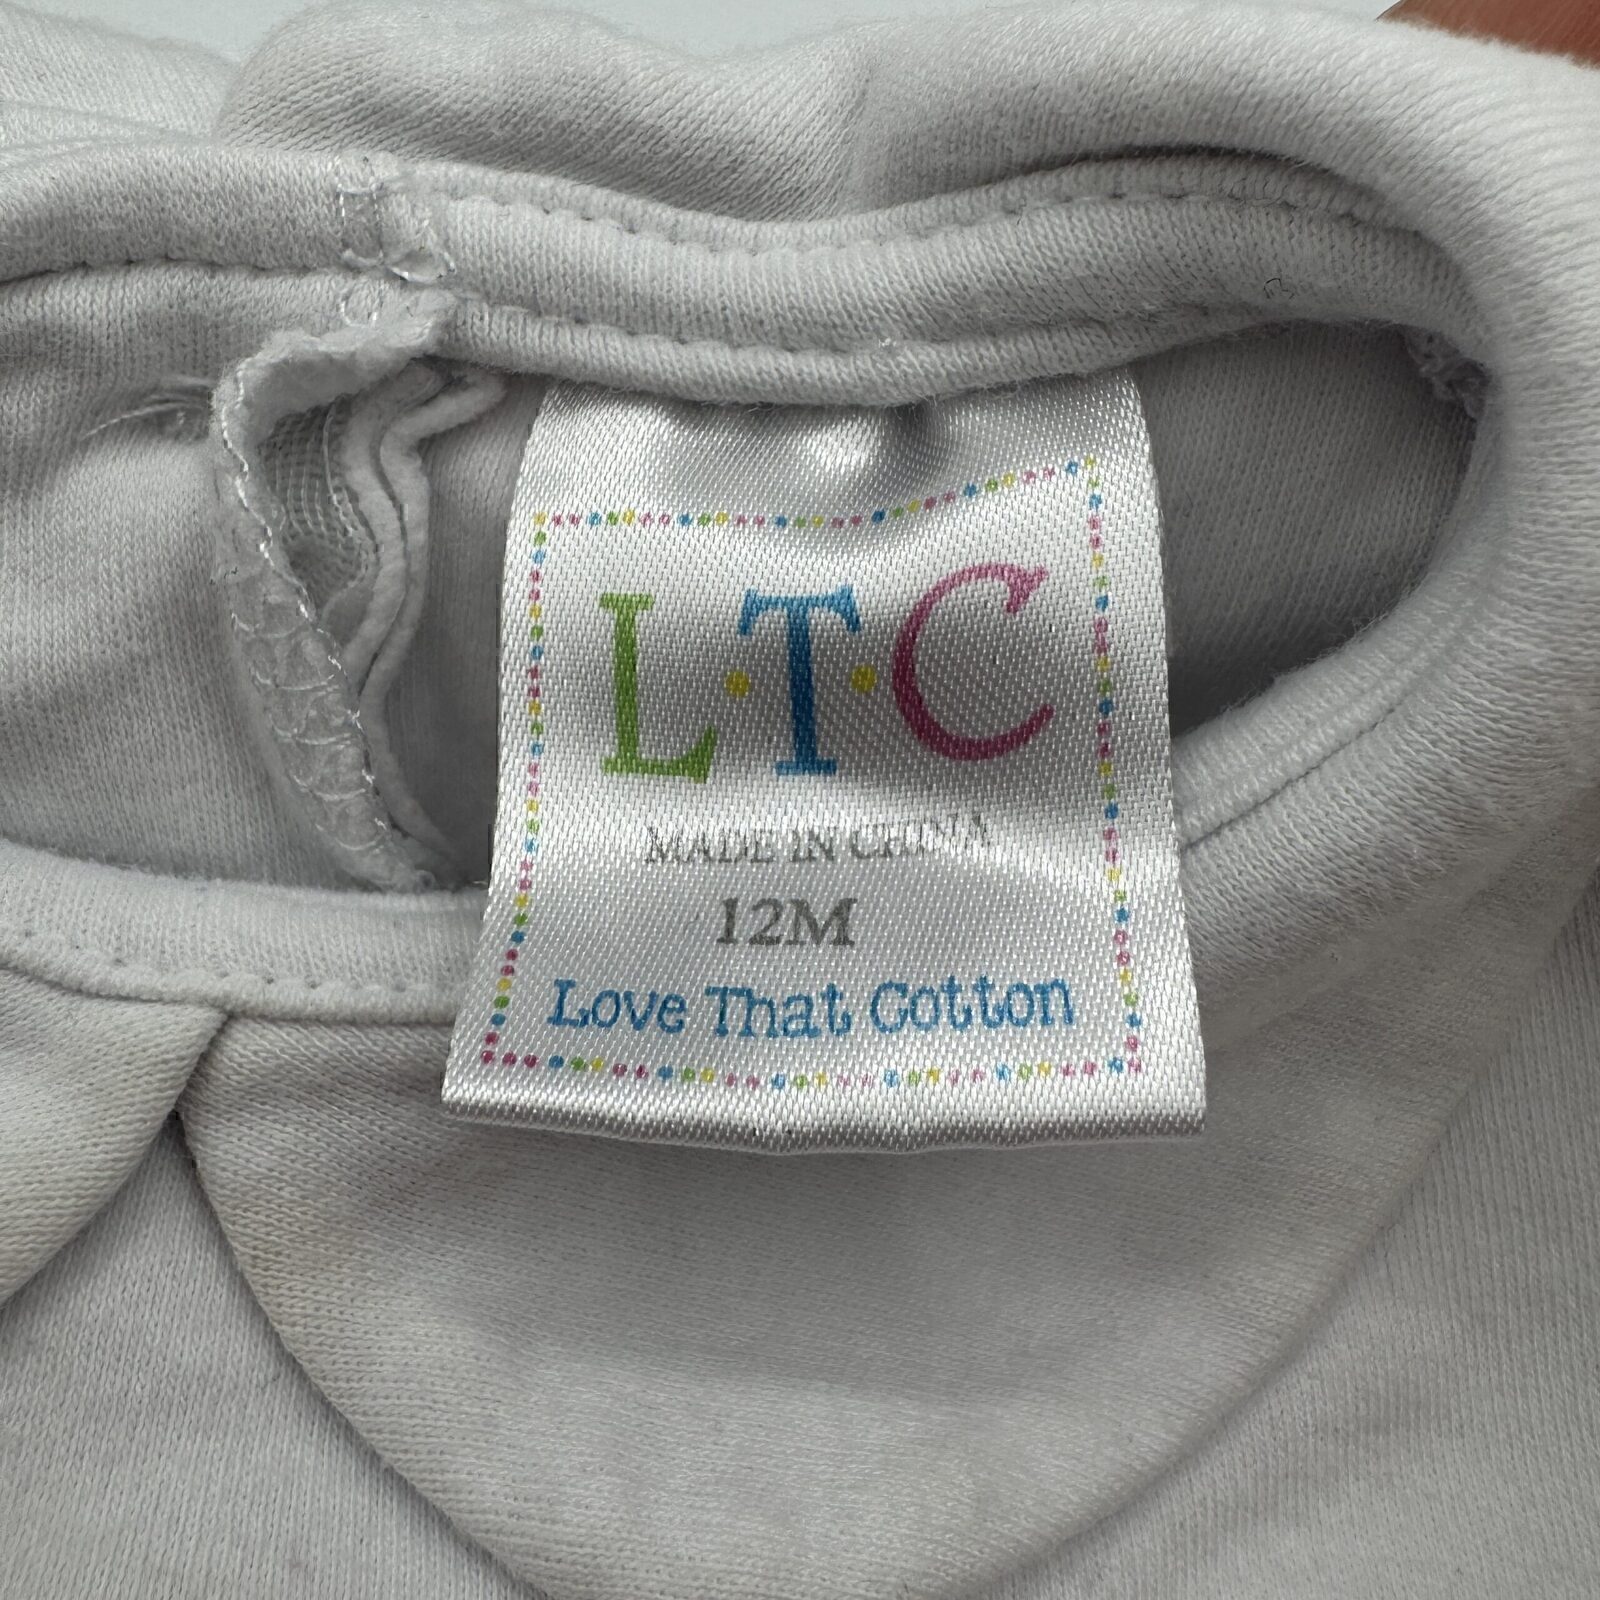 L·T·C
MADE IN CHINA
12M
Love That Cotton